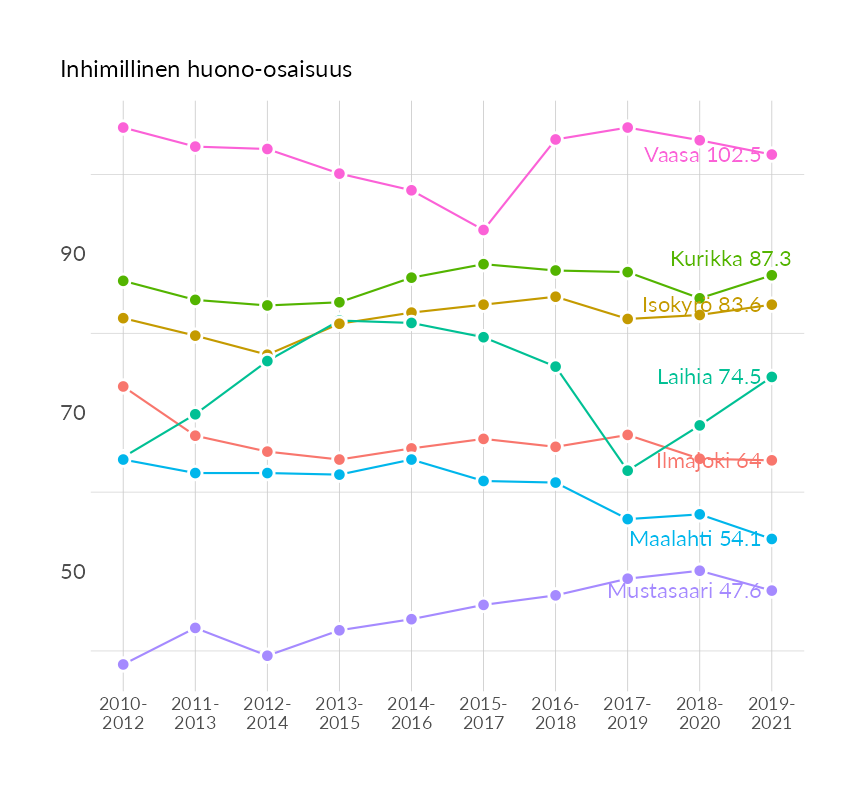 Inhimillinen huono-osaisuus
Vaasa 102.5
90
Kurikka 87.3
Isokyrö 83.6
Laihia 74.5
70
Ilmajoki 64
Maalahti 54.1
50
Mustasaari 47.6
2010- 2011- 2012- 2013- 2014- 2015- 2016- 2017- 2018- 2019-
2012 2013 2014 2015 2016 2017 2018 2019 2020 2021